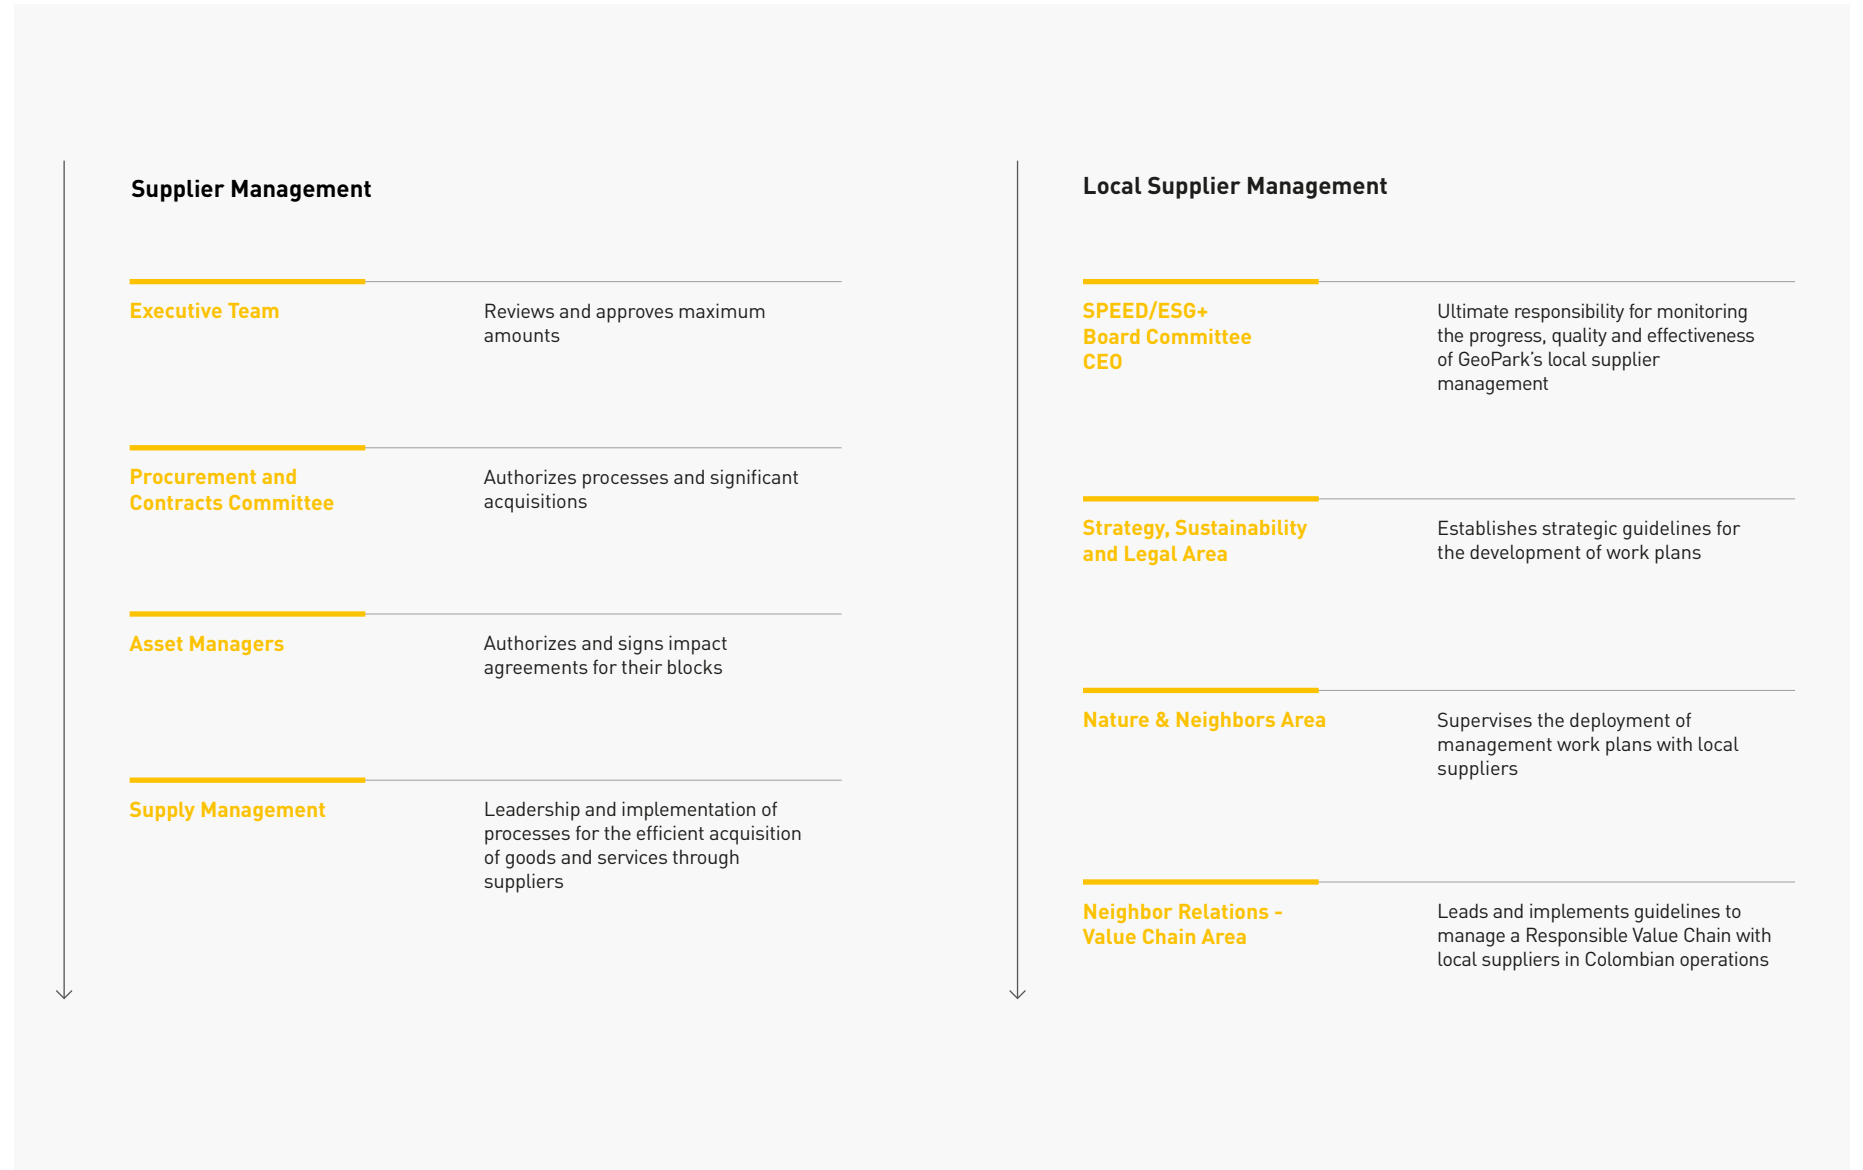 Supplier Management
Executive Team
Reviews and approves maximum
amounts
Procurement and
Contracts Committee
Authorizes processes and significant
acquisitions
Asset Managers
Authorizes and signs impact
agreements for their blocks
Supply Management
Leadership and implementation of
processes for the efficient acquisition
of goods and services through
suppliers
Local Supplier Management
SPEED/ESG+
Board Committee
CEO
Ultimate responsibility for monitoring
the progress, quality and effectiveness
of GeoPark’s local supplier
management
Strategy, Sustainability
and Legal Area
Establishes strategic guidelines for
the development of work plans
Nature & Neighbors Area
Supervises the deployment of
management work plans with local
suppliers
Neighbor Relations -
Value Chain Area
Leads and implements guidelines to
manage a Responsible Value Chain with
local suppliers in Colombian operations